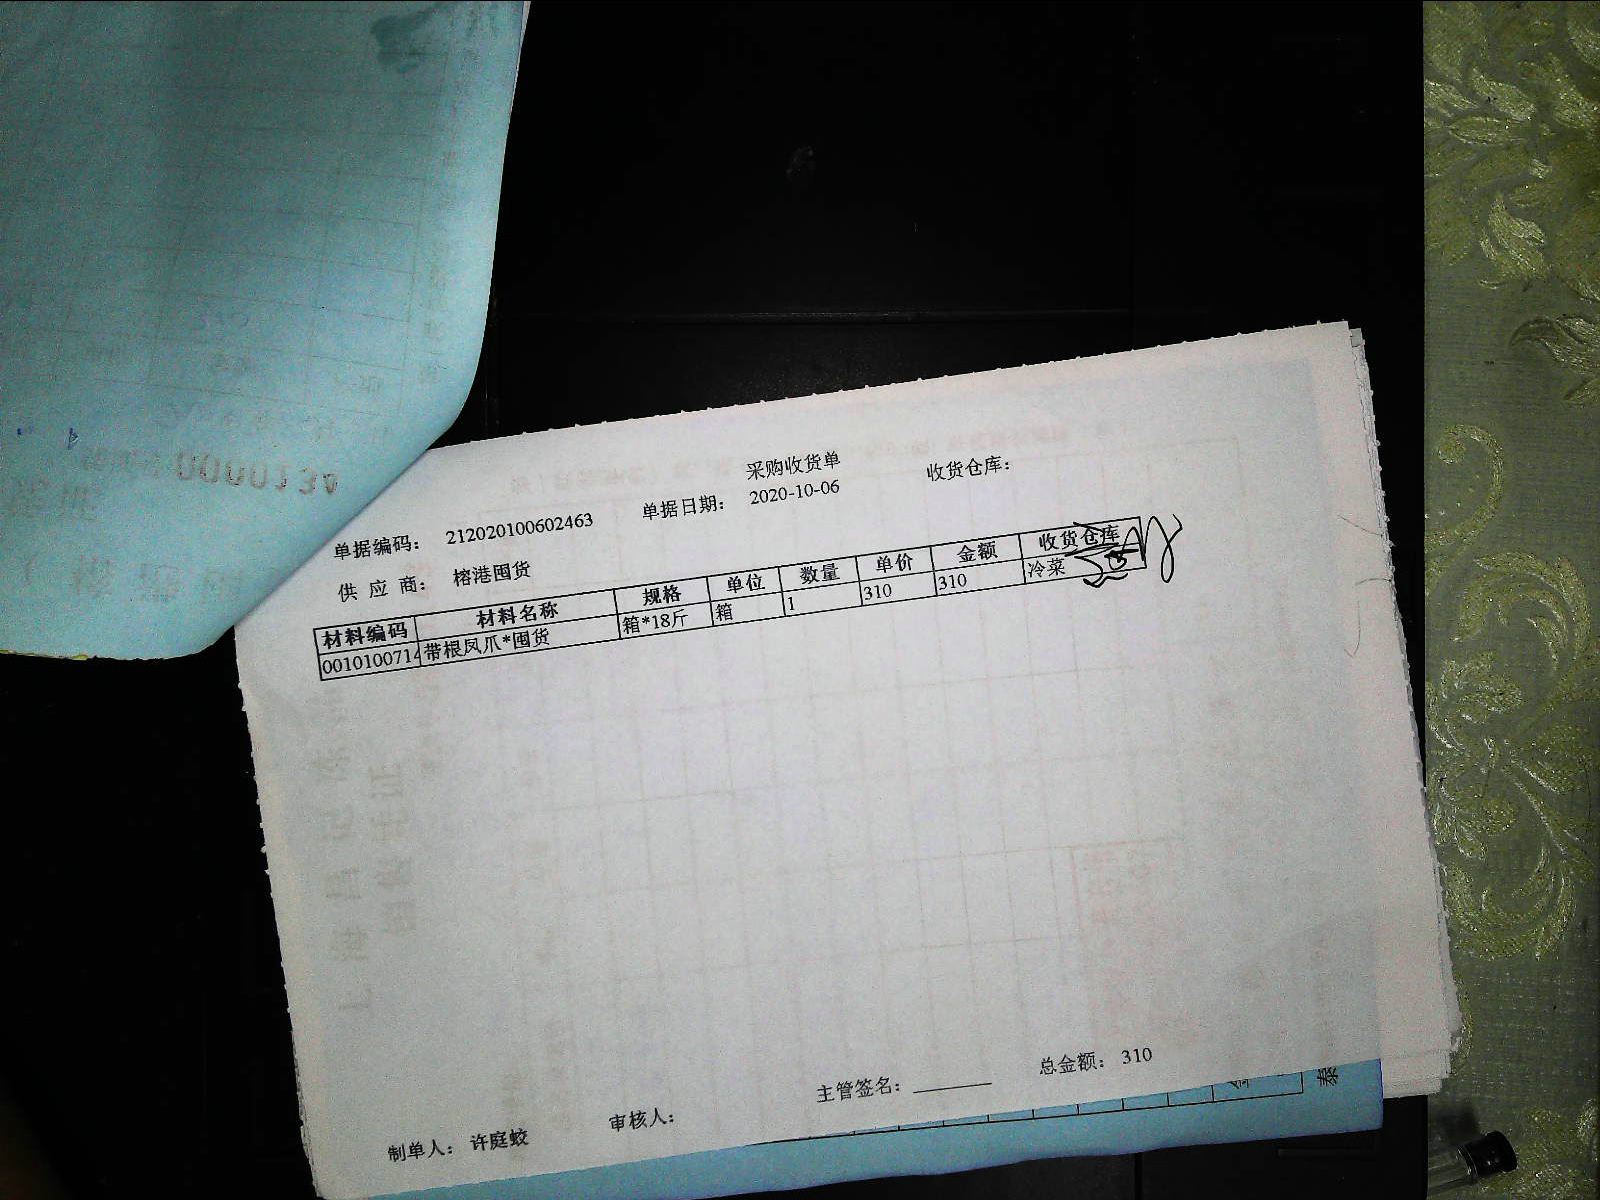 采购收货单
单据编码： 212020100602463 单据日期： 2020-10-06 收货仓库：
供 应 商： 榕港囤货
材料编码 材料名称 规格 单位 数量 单价 金额 收货仓库
0010100714 带根凤爪*囤货 箱*18斤 箱 1 310 310 冷菜
总金额： 310
主管签名：
审核人：
制单人： 许庭蛟